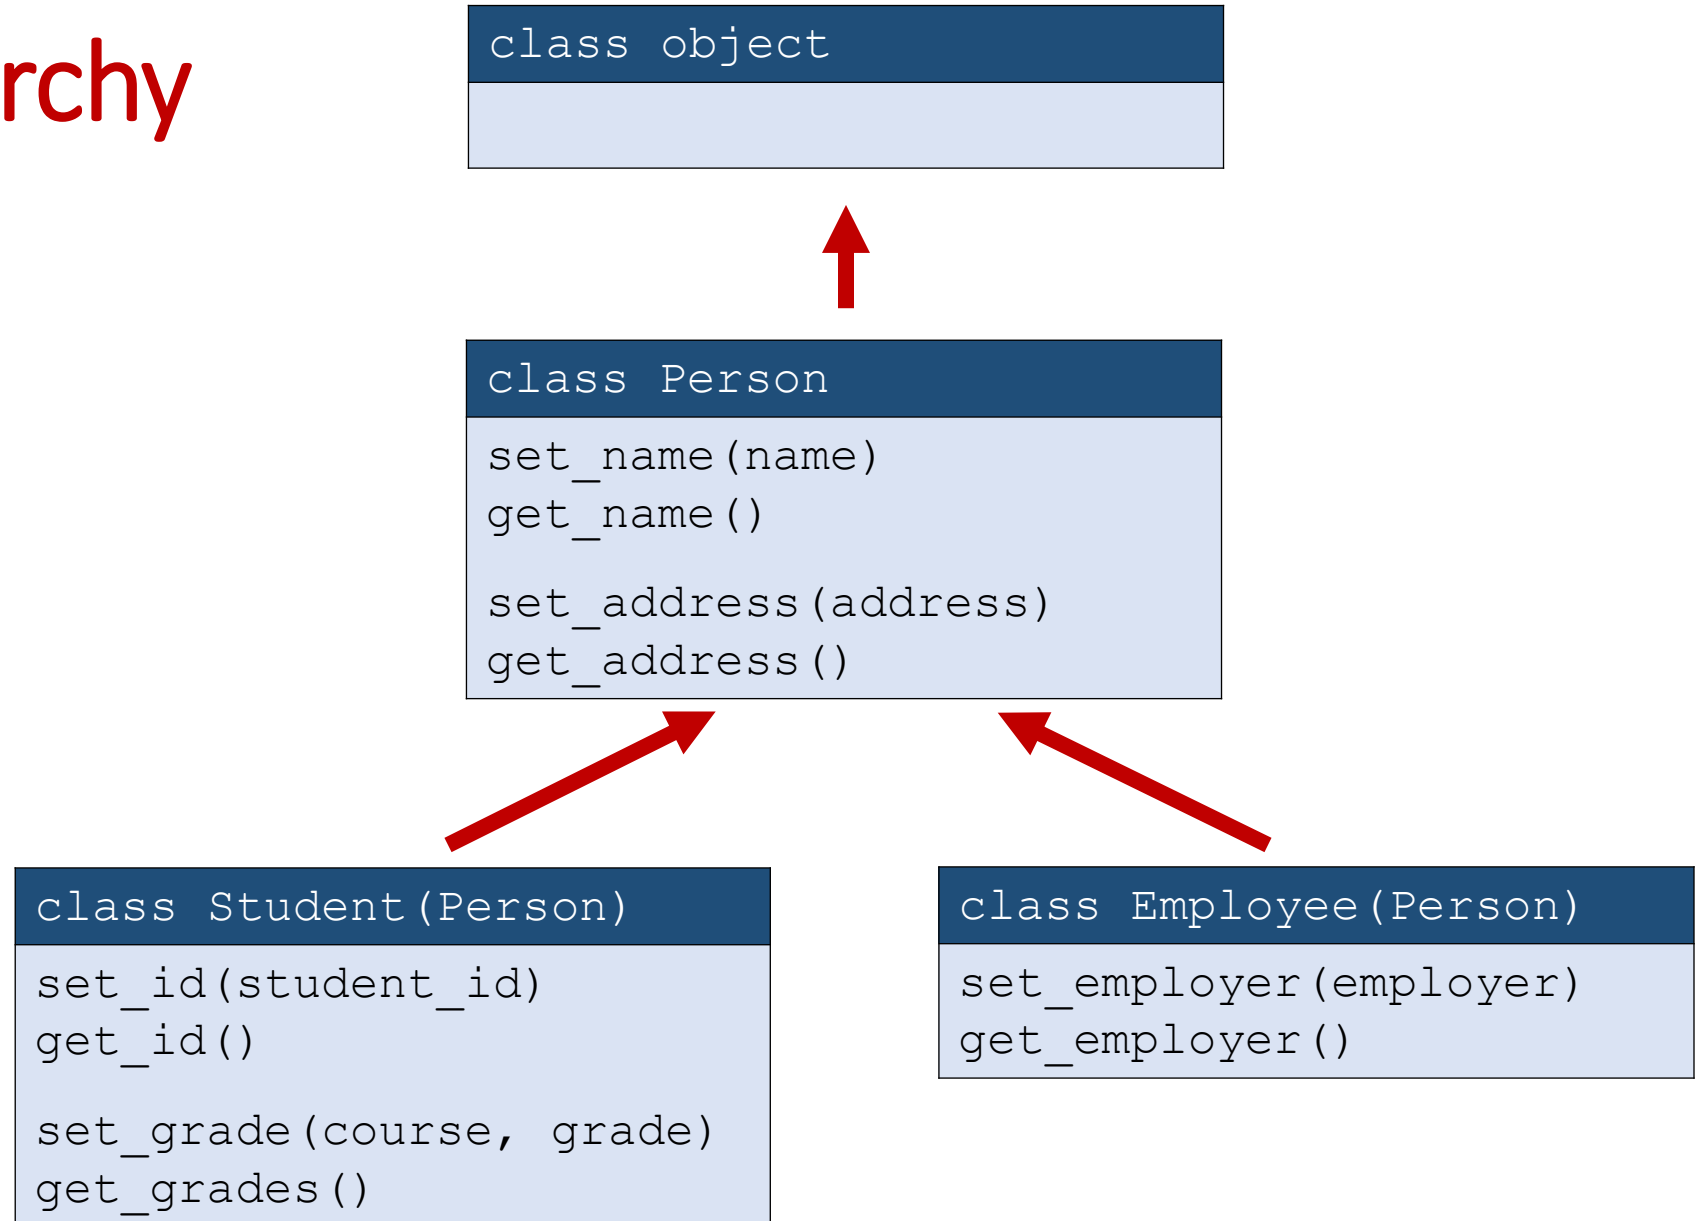 rchy
class object
class Person
set_name(name)
get_name()
set_address(address)
get_address()
class Student(Person)
set_id(student_id)
get_id()
set_grade(course, grade)
get_grades()
class Employee(Person)
set_employer(employer)
get_employer()